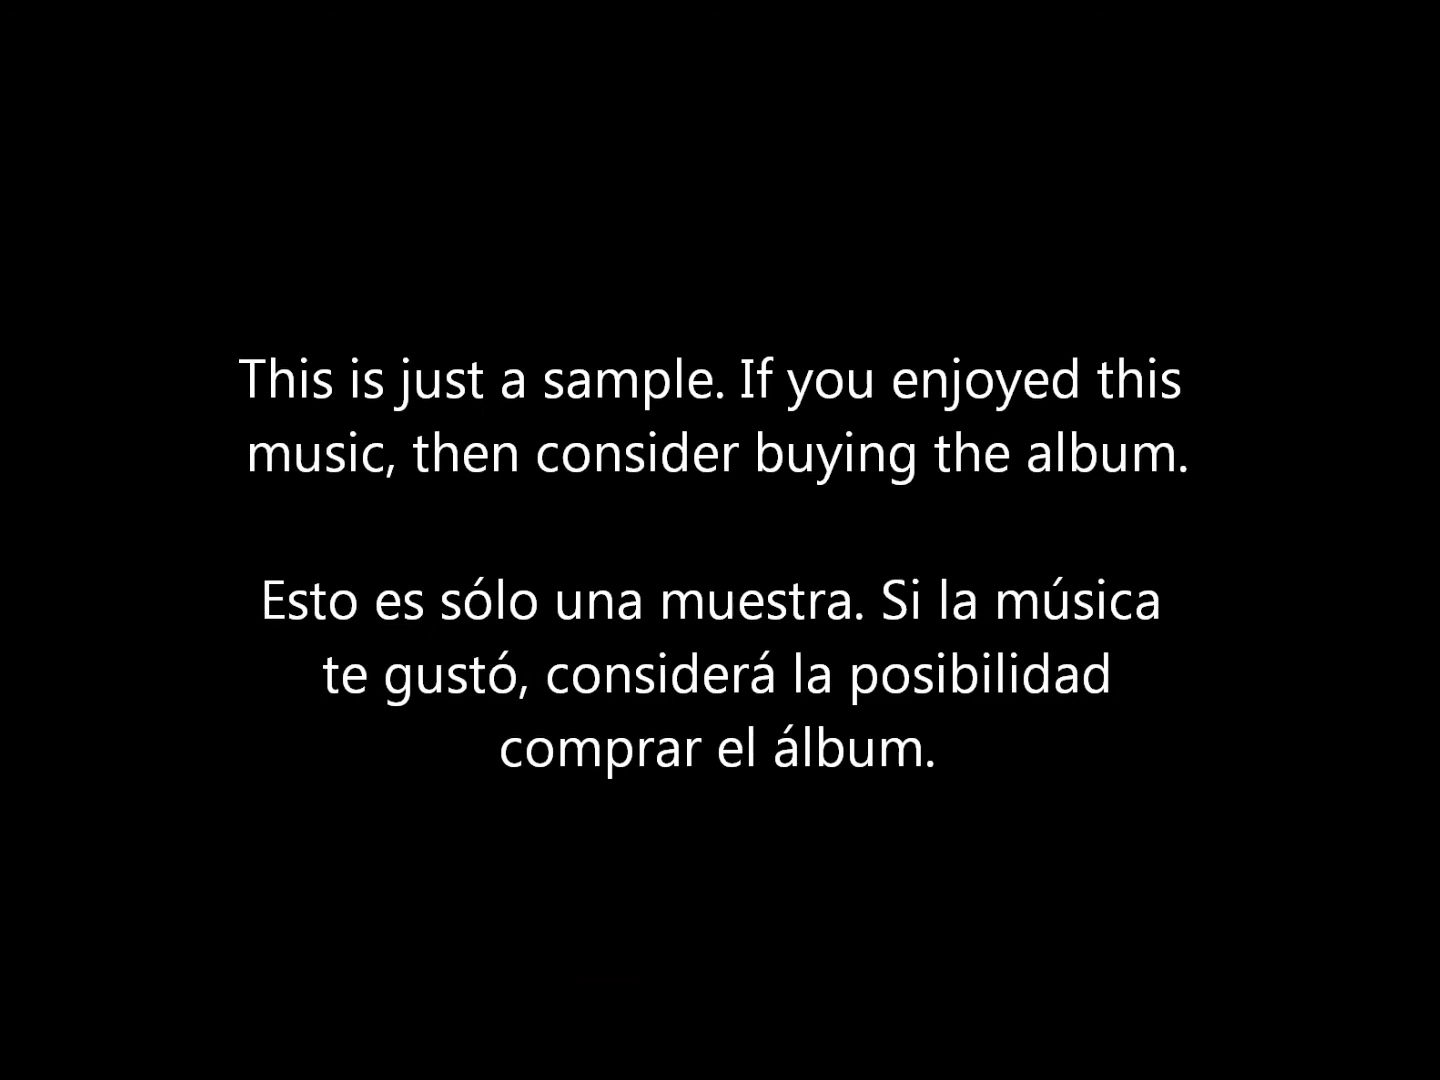 This is just a sample. If you enjoyed this
music, then consider buying the album.
Esto es sólo una muestra. Si la música
te gustó, considerá la posibilidad
comprar el álbum.